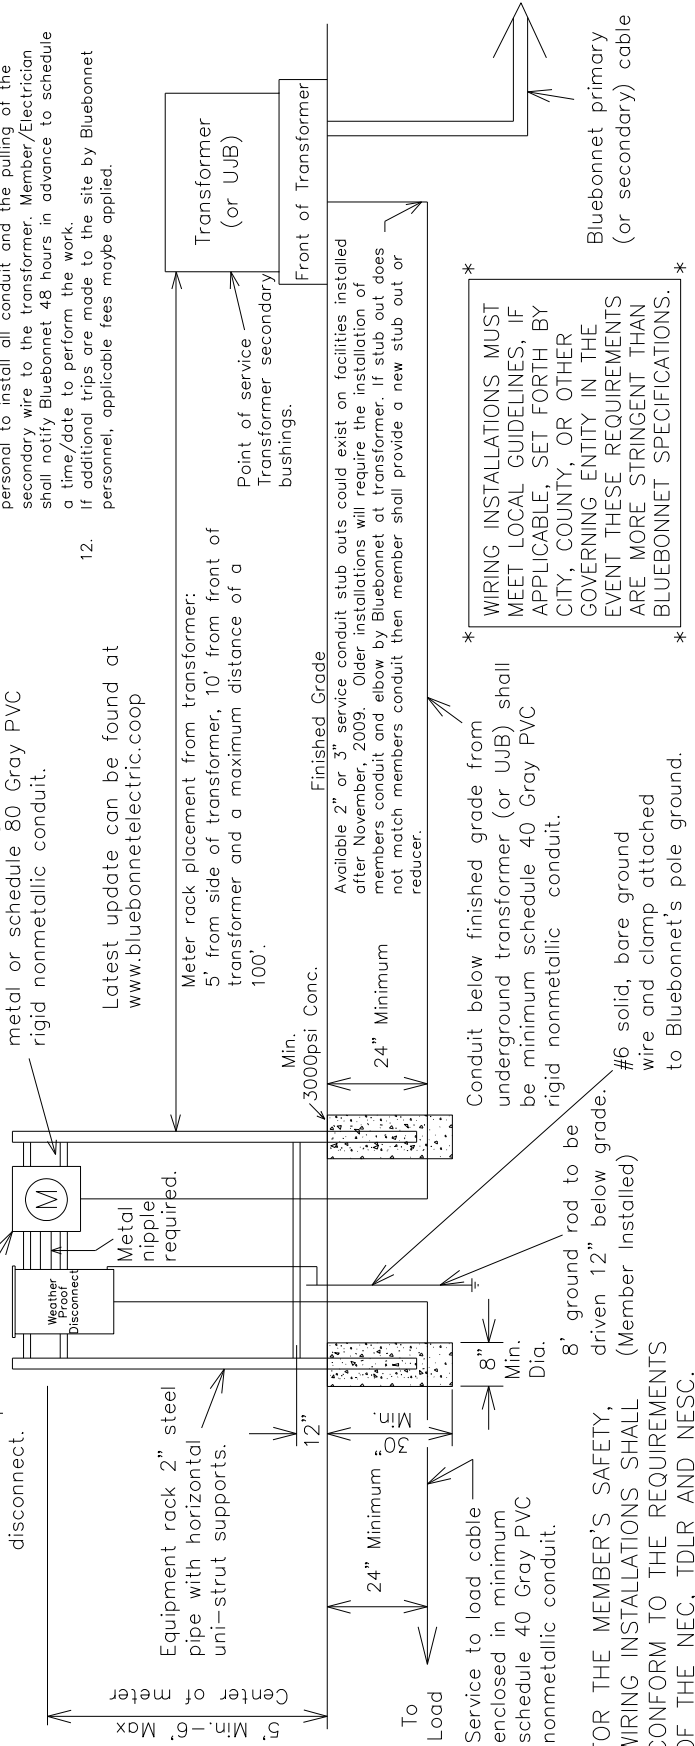 personal to install all conduit and the pulling of the
secondary wire to the transformer. Member/Electrician
shall notify Bluebonnet 48 hours in advance to schedule
a time/date to perform the work.
12. If additional trips are made to the site by Bluebonnet
personnel, applicable fees maybe applied.
metal or schedule 80 Gray PVC
rigid nonmetallic conduit.
disconnect.
Latest update can be found at
www.bluebonnetelectric.coop
Meter rack placement from transformer:
5' from side of transformer, 10' from front of
transformer and a maximum distance of a
100'.
Transformer
(or UJB)
Front of Transformer
Point of service
Transformer secondary
bushings.
M
Weather
Proof
Disconnect
Metal
nipple
required.
Equipment rack 2" steel
pipe with horizontal
uni-strut supports.
5' Min.-6' Max
Center of meter
12"
Min.
3000psi Conc.
Finished Grade
Available 2" or 3" service conduit stub outs could exist on facilities installed
after November, 2009. Older installations will require the installation of
members conduit and elbow by Bluebonnet at transformer. If stub out does
not match members conduit then member shall provide a new stub out or
reducer.
24" Minimum
24" Minimum
30"
Min.
8"
Min.
Dia.
To
Load
Service to load cable
enclosed in minimum
schedule 40 Gray PVC
nonmetallic conduit.
8' ground rod to be
driven 12" below grade.
(Member Installed)
#6 solid, bare ground
wire and clamp attached
to Bluebonnet's pole ground.
Conduit below finished grade from
underground transformer (or UJB) shall
be minimum schedule 40 Gray PVC
rigid nonmetallic conduit.
Bluebonnet primary
(or secondary) cable
* *
WIRING INSTALLATIONS MUST
MEET LOCAL GUIDELINES, IF
APPLICABLE, SET FORTH BY
CITY, COUNTY, OR OTHER
GOVERNING ENTITY IN THE
EVENT THESE REQUIREMENTS
ARE MORE STRINGENT THAN
BLUEBONNET SPECIFICATIONS.
* *
OR THE MEMBER'S SAFETY,
WIRING INSTALLATIONS SHALL
CONFORM TO THE REQUIREMENTS
OF THE NEC, TDLR AND NESC.